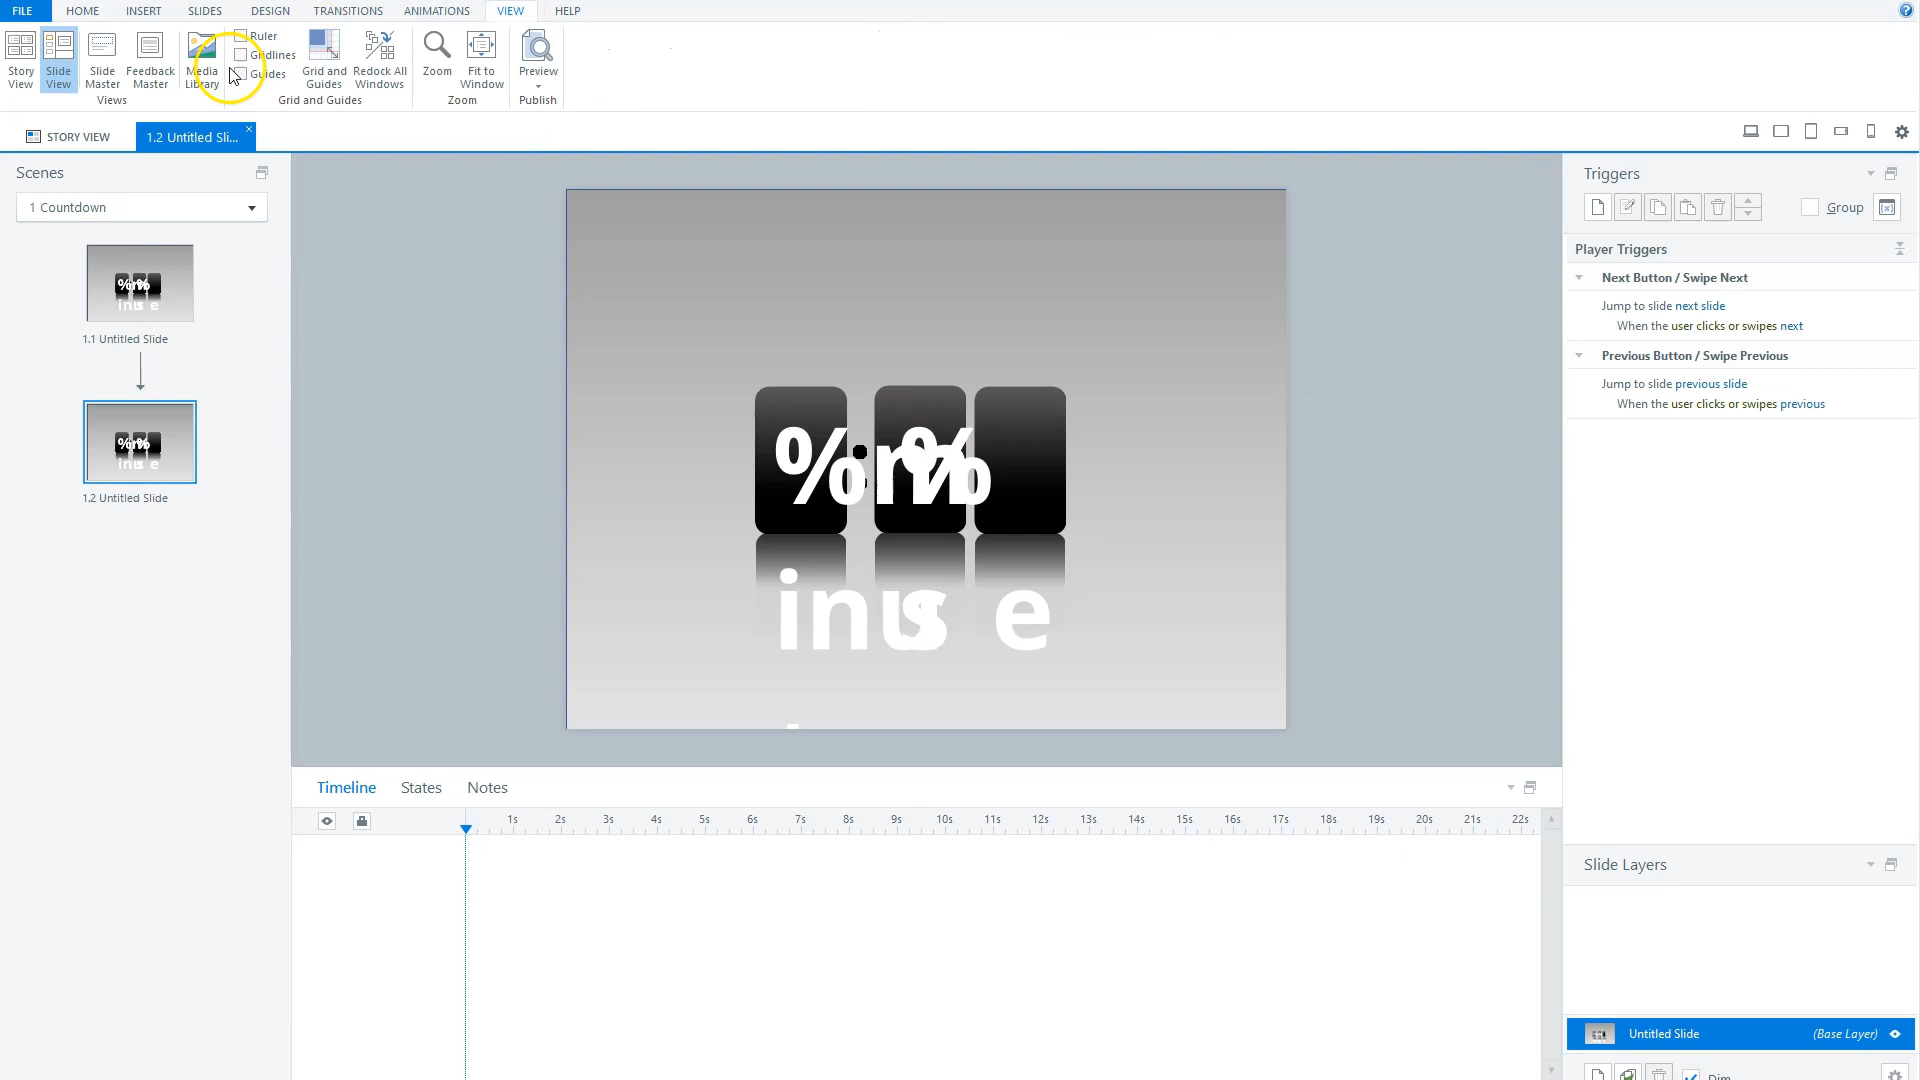 FILE HOME INSERT SLIDES DESIGN TRANSITIONS ANIMATIONS VIEW HELP
Story View
Slide View
Slide Master
Feedback Master
Media Library
Ruler
Gridlines
Guides
Grid and Guides
Redock All Windows
Zoom
Fit to Window
Preview
Views
Grid and Guides
Zoom
Publish
STORY VIEW
1.2 Untitled Sli...
Scenes
1 Countdown
%m%
inus e
1.1 Untitled Slide
%m%
inus e
1.2 Untitled Slide
%m%
inus e
Timeline States Notes
1s 2s 3s 4s 5s 6s 7s 8s 9s 10s 11s 12s 13s 14s 15s 16s 17s 18s 19s 20s 21s 22s
Triggers
Group
Player Triggers
Next Button / Swipe Next
Jump to slide next slide
When the user clicks or swipes next
Previous Button / Swipe Previous
Jump to slide previous slide
When the user clicks or swipes previous
Slide Layers
Untitled Slide (Base Layer)
Dim